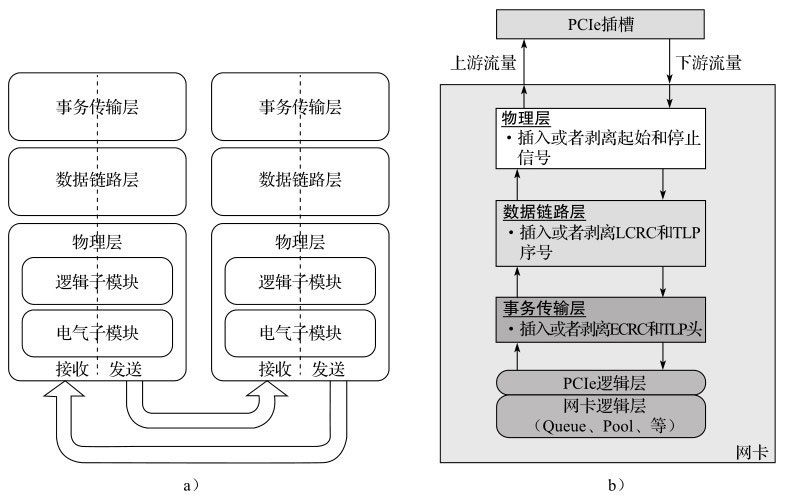 事务传输层
数据链路层
物理层
逻辑子模块
电气子模块
接收 发送
事务传输层
数据链路层
物理层
逻辑子模块
电气子模块
接收 发送
a）
PCIe插槽
上游流量
下游流量
物理层
·插入或者剥离起始和停止
信号
数据链路层
·插入或者剥离LCRC和TLP
序号
事务传输层
·插入或者剥离ECRC和TLP头
PCIe逻辑层
网卡逻辑层
（Queue、Pool、等）
网卡
b）